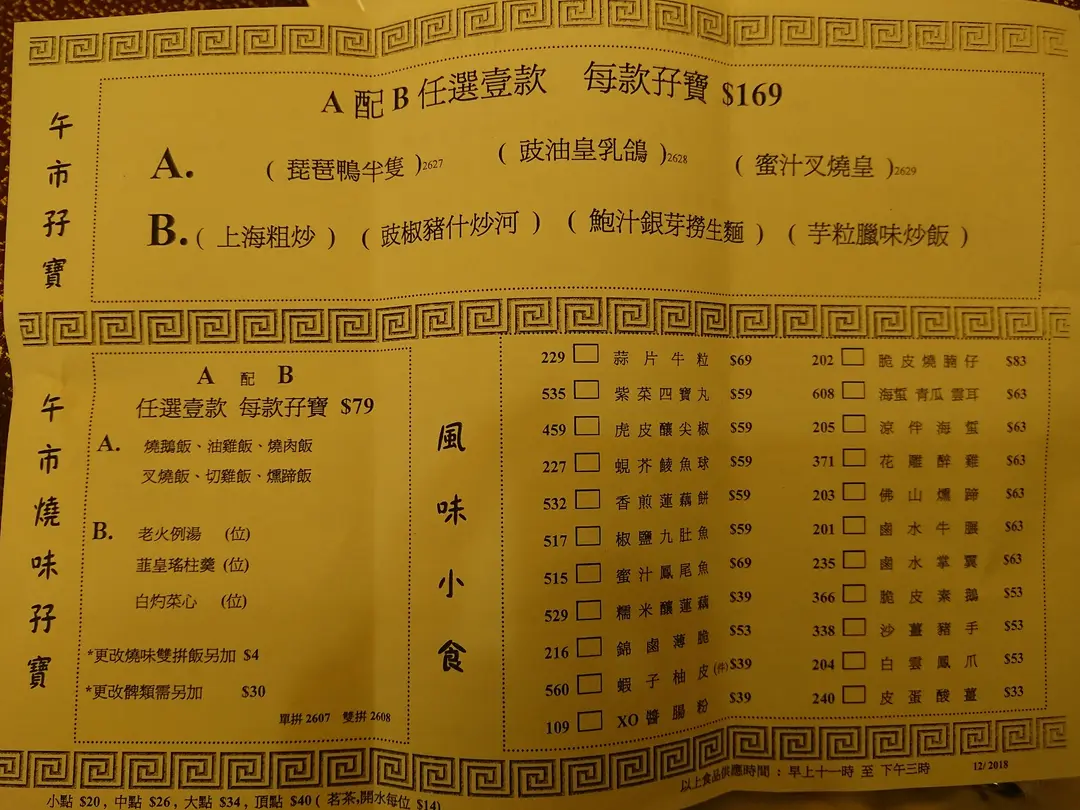 午市孖寶
A 配 B 任選壹款 每款孖寶 $169
A. ( 琵琶鴨半隻 )2627 ( 豉油皇乳鴿 )2628 ( 蜜汁叉燒皇 )2629
B. ( 上海粗炒 ) ( 豉椒豬什炒河 ) ( 鮑汁銀芽撈生麵 ) ( 芋粒臘味炒飯 )
午市燒味孖寶
A 配 B
任選壹款 每款孖寶 $79
A. 燒鵝飯、油雞飯、燒肉飯
叉燒飯、切雞飯、燻蹄飯
B. 老火例湯 (位)
韮皇瑤柱羹 (位)
白灼菜心 (位)
*更改燒味雙拚飯另加 $4
*更改髀類需另加 $30
單拚 2607 雙拚 2608
風味小食
229 蒜片牛粒 $69
535 紫菜四寶丸 $59
459 虎皮釀尖椒 $59
227 蜆芥鯪魚球 $59
532 香煎蓮藕餅 $59
517 椒鹽九肚魚 $59
515 蜜汁鳳尾魚 $69
529 糯米釀蓮藕 $39
216 錦鹵薄脆 $53
560 蝦子柚皮(件) $39
109 XO醬腸粉 $39
202 脆皮燒腩仔 $83
608 海蜇青瓜雲耳 $63
205 涼伴海蜇 $63
371 花雕醉雞 $63
203 佛山燻蹄 $63
201 鹵水牛𦟌 $63
235 鹵水掌翼 $63
366 脆皮素鵝 $53
338 沙薑豬手 $53
204 白雲鳳爪 $53
240 皮蛋酸薑 $33
以上食品供應時間 : 早上十一時 至 下午三時 12/ 2018
小點 $20 , 中點 $26 , 大點 $34 , 頂點 $40 ( 茗茶,開水每位 $14)